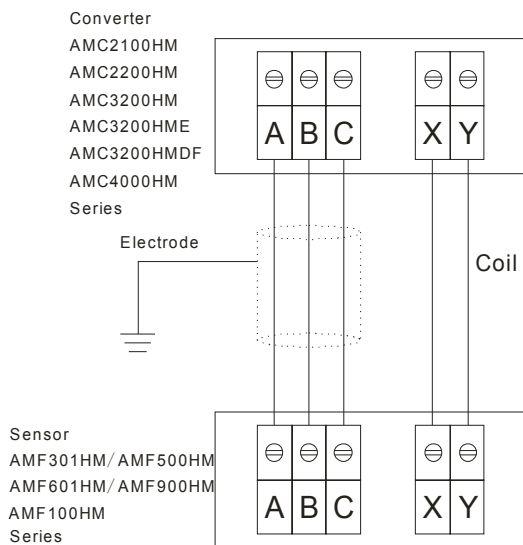 Converter
AMC2100HM
AMC2200HM
AMC3200HM
AMC3200HME
AMC3200HMDF
AMC4000HM
Series
A B C X Y
Electrode
Coil
Sensor
AMF301HM/AMF500HM
AMF601HM/AMF900HM
AMF100HM
Series
A B C X Y